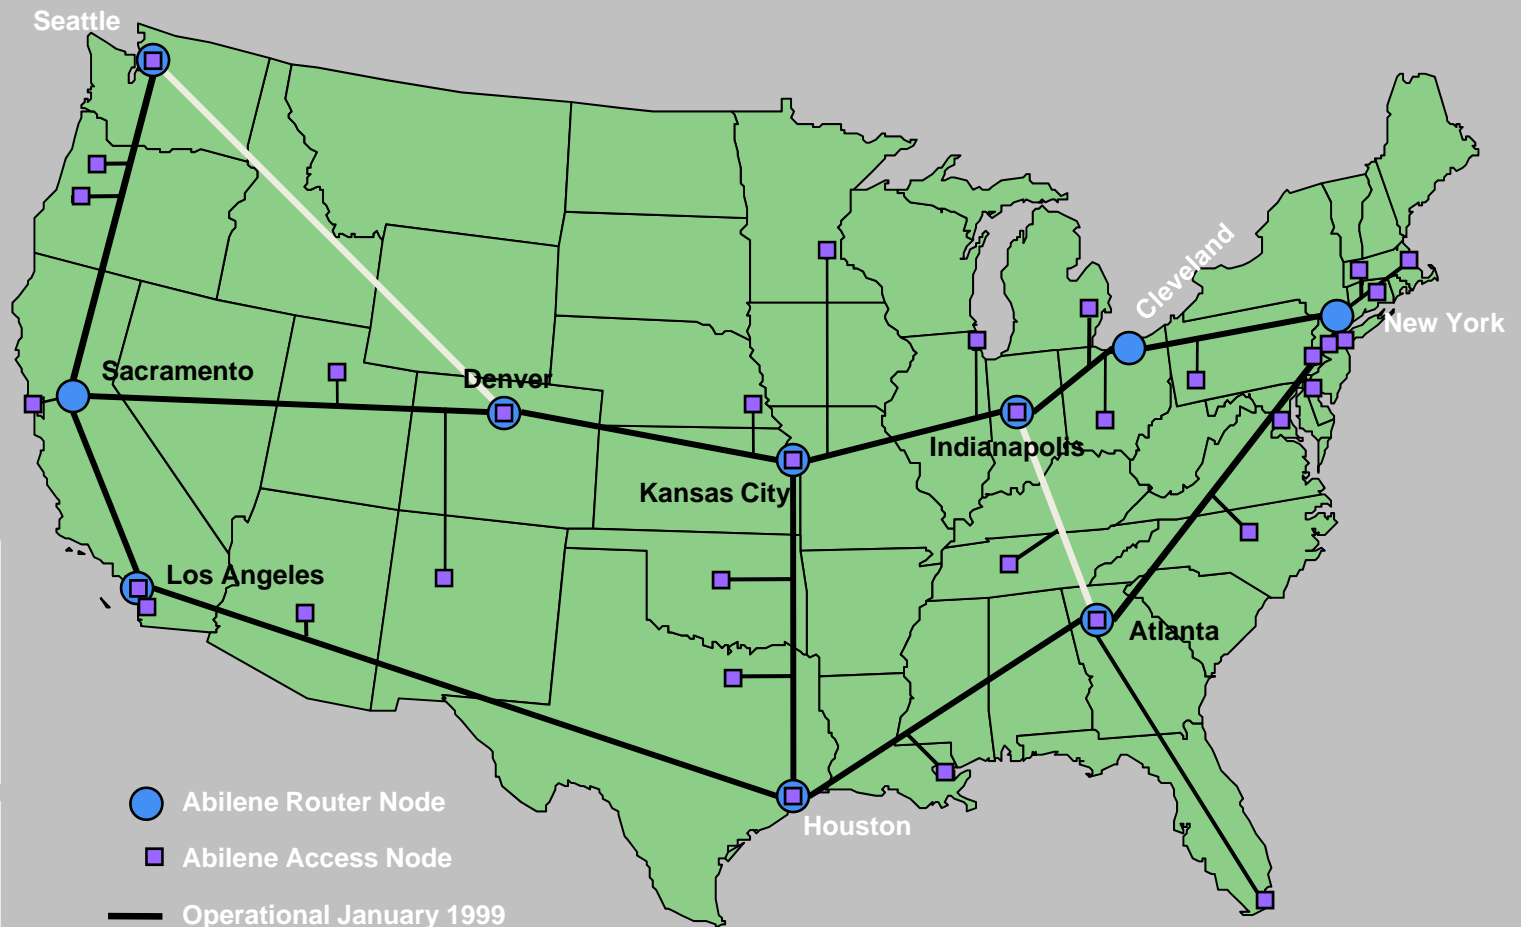 Seattle
Cleveland
New York
Sacramento
Denver
Indianapolis
Kansas City
Los Angeles
Atlanta
Houston
Abilene Router Node
Abilene Access Node
Operational January 1999